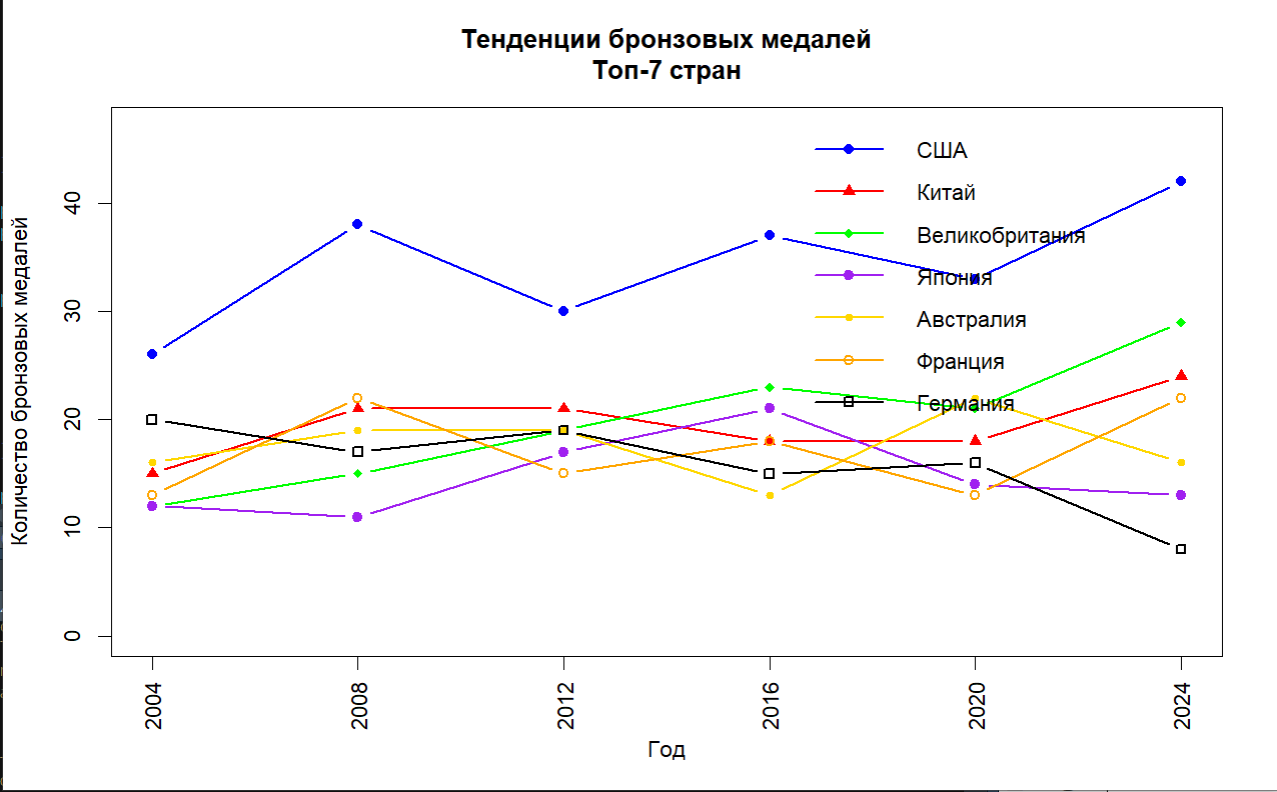 Тенденции бронзовых медалей
Топ-7 стран
Количество бронзовых медалей
40
30
20
10
0
США
Китай
Великобритания
Япония
Австралия
Франция
Германия
2004
2008
2012
2016
2020
2024
Год